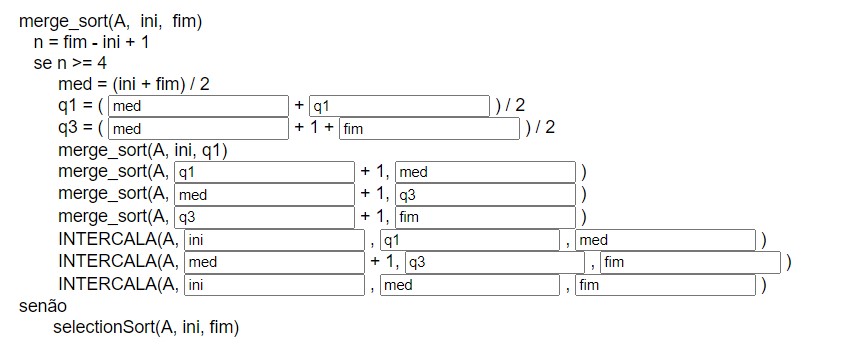 merge_sort(A, ini, fim)
n = fim - ini + 1
se n >= 4
med = (ini + fim) / 2
q1 = ( med + q1 ) / 2
q3 = ( med + 1 + fim ) / 2
merge_sort(A, ini, q1)
merge_sort(A, q1 + 1, med )
merge_sort(A, med + 1, q3 )
merge_sort(A, q3 + 1, fim )
INTERCALA(A, ini , q1 , med )
INTERCALA(A, med + 1, q3 , fim )
INTERCALA(A, ini , med , fim )
senão
selectionSort(A, ini, fim)